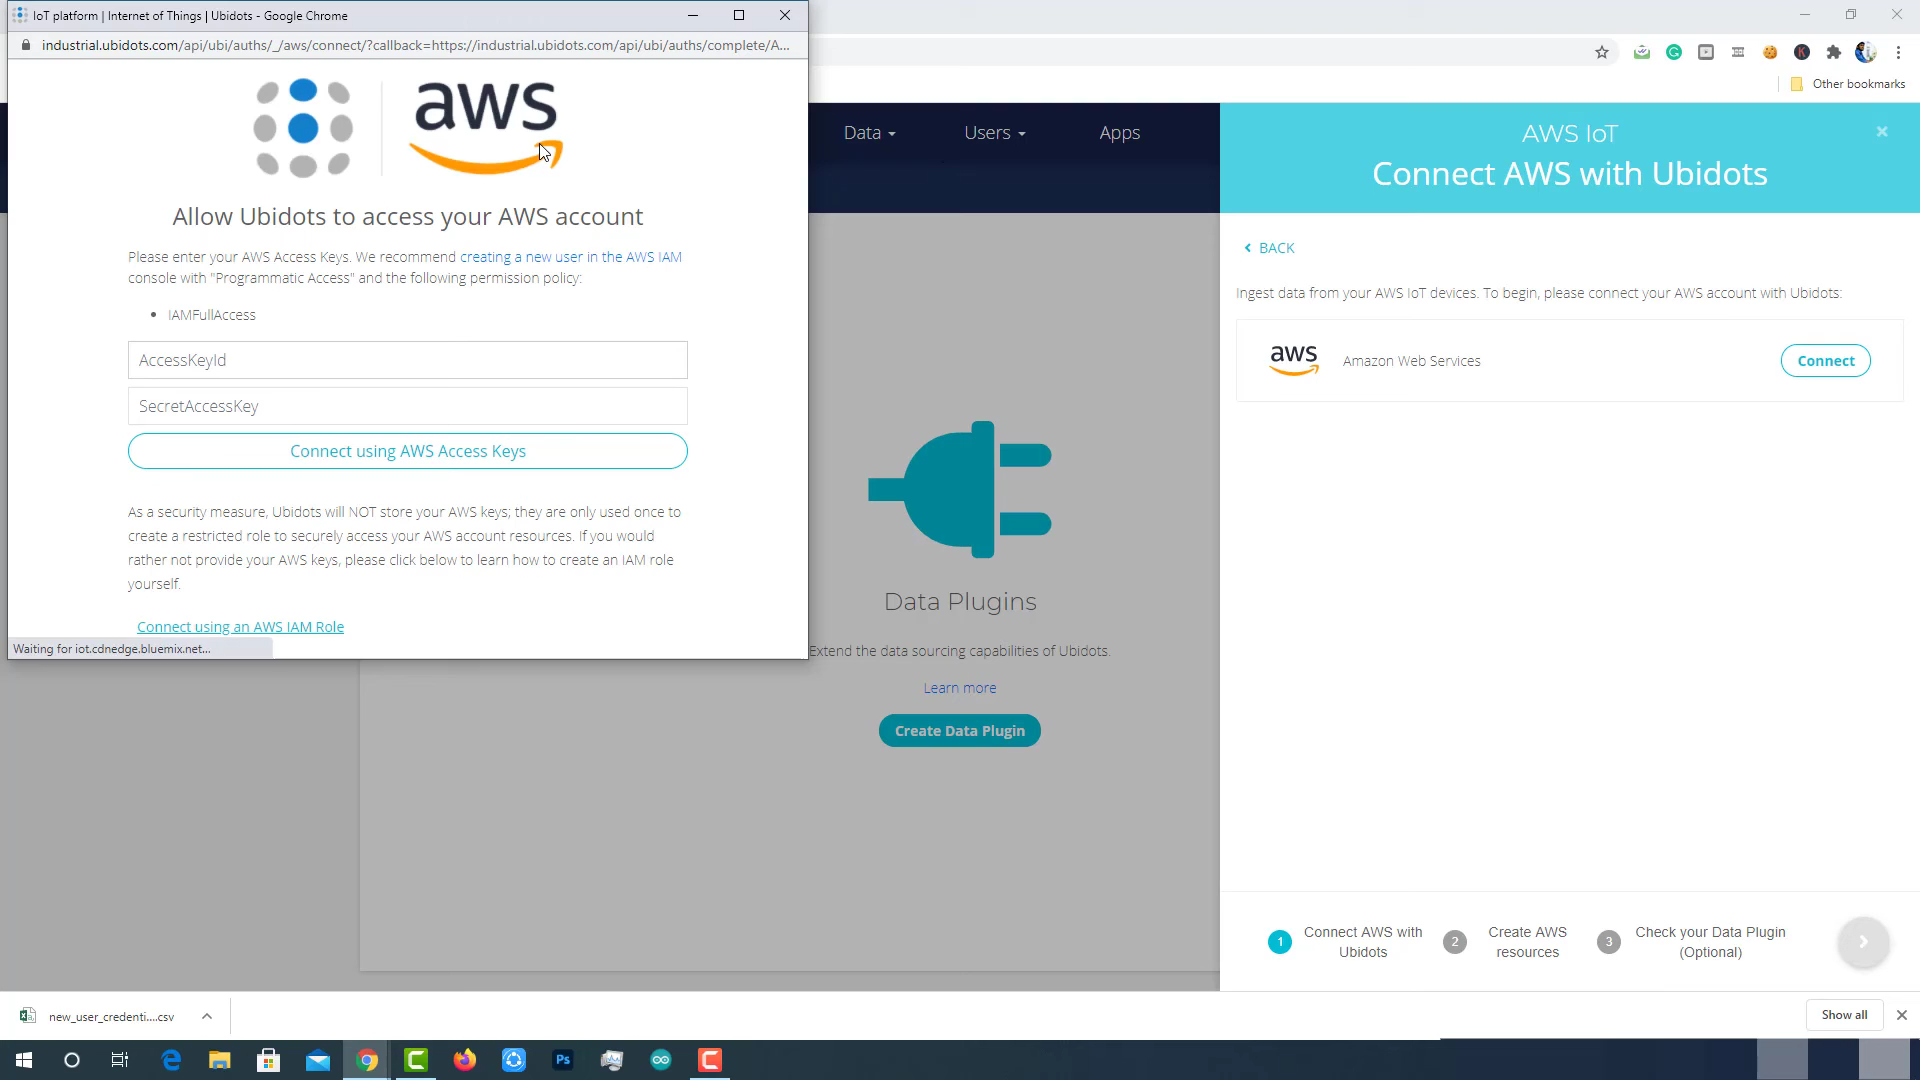 IoT platform | Internet of Things | Ubidots - Google Chrome
industrial.ubidots.com/api/ubi/auths/_/aws/connect/?callback=https://industrial.ubidots.com/api/ubi/auths/complete/A...
aws
Allow Ubidots to access your AWS account
Please enter your AWS Access Keys. We recommend creating a new user in the AWS IAM
console with "Programmatic Access" and the following permission policy:
• IAMFullAccess
AccessKeyId
SecretAccessKey
Connect using AWS Access Keys
As a security measure, Ubidots will NOT store your AWS keys; they are only used once to
create a restricted role to securely access your AWS account resources. If you would
rather not provide your AWS keys, please click below to learn how to create an IAM role
yourself.
Connect using an AWS IAM Role
Waiting for iot.cdnedge.bluemix.net...
Other bookmarks
Data
Users
Apps
Data Plugins
Extend the data sourcing capabilities of Ubidots.
Learn more
Create Data Plugin
AWS IoT
Connect AWS with Ubidots
BACK
Ingest data from your AWS IoT devices. To begin, please connect your AWS account with Ubidots:
aws
Amazon Web Services
Connect
1
Connect AWS with
Ubidots
2
Create AWS
resources
3
Check your Data Plugin
(Optional)
new_user_credenti....csv
Show all
Ps